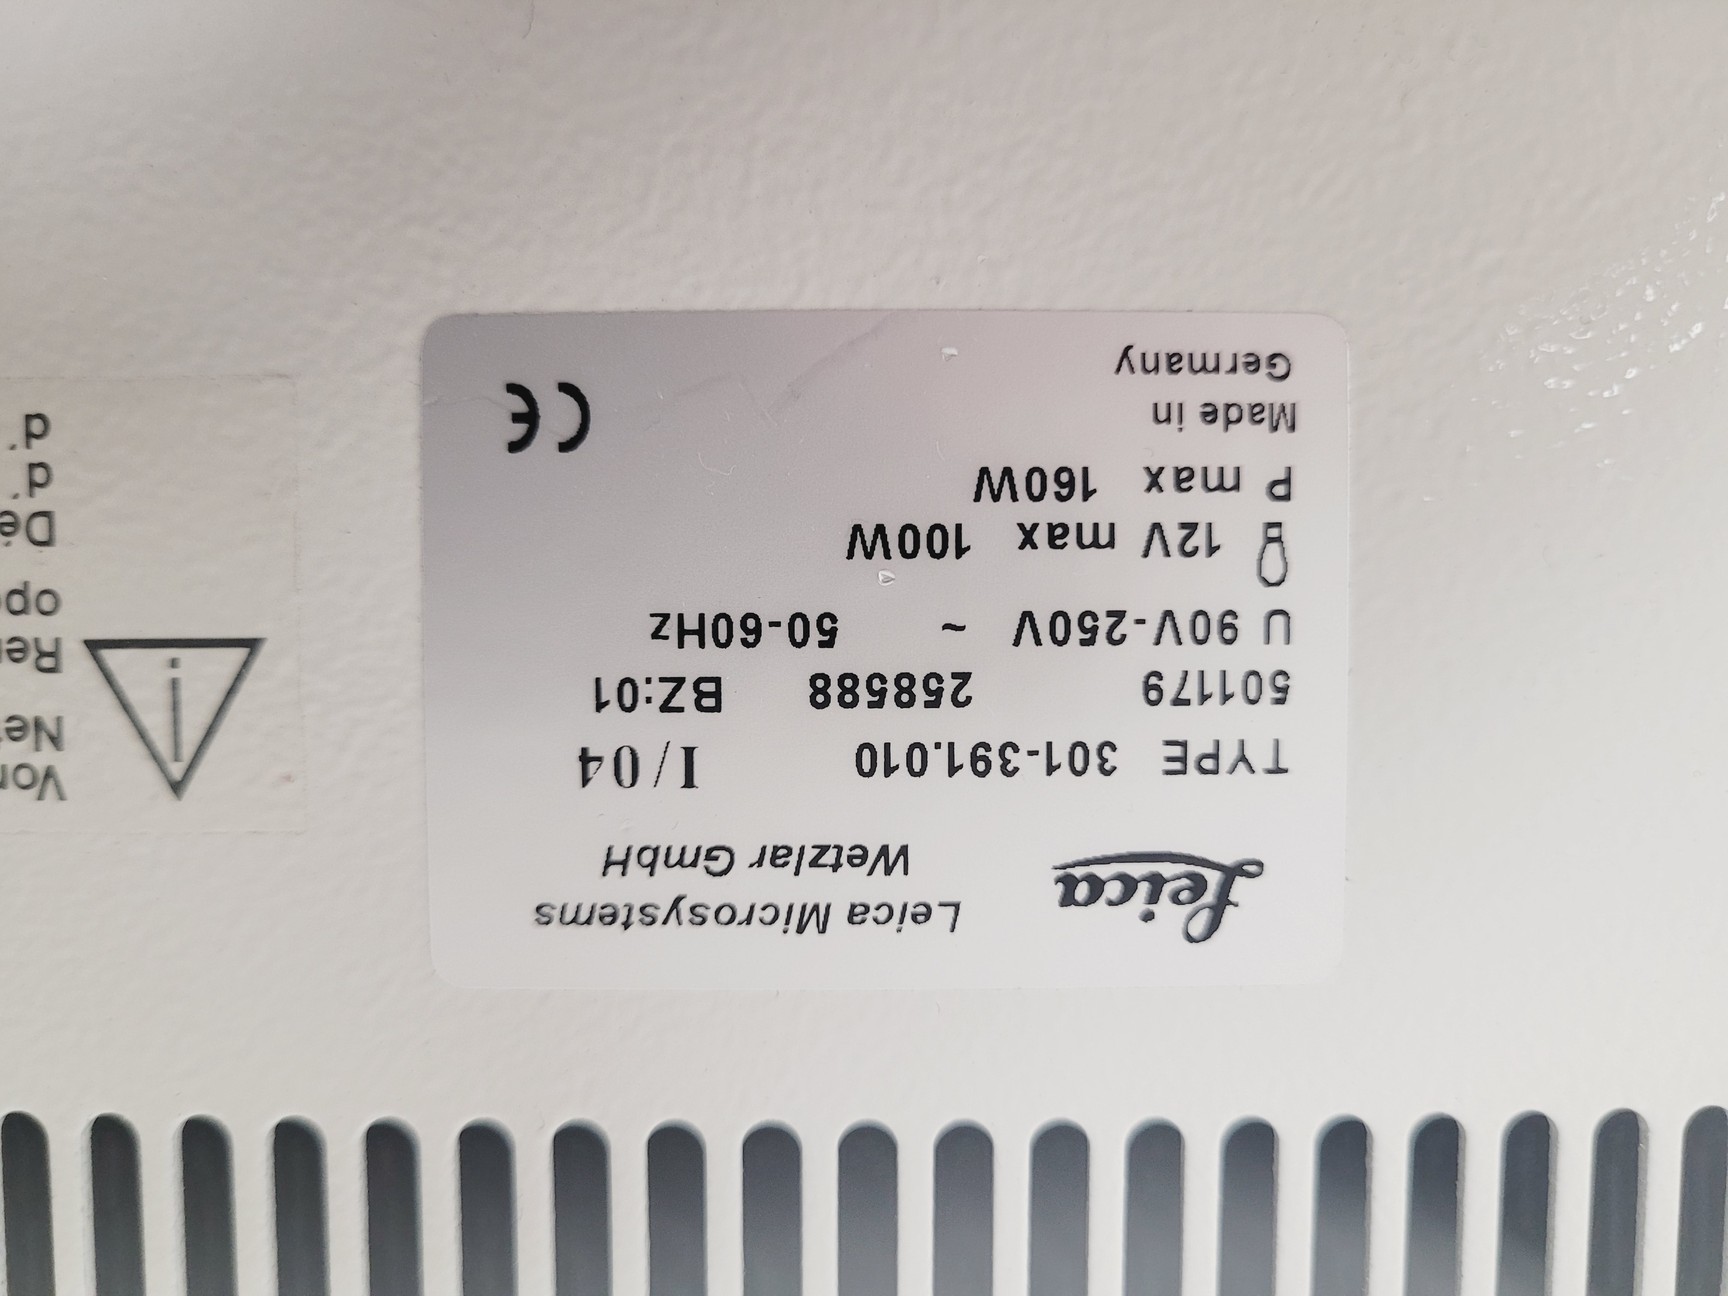 Leica
Leica Microsystems
Wetzlar GmbH
TYPE 301-391.010 I/04
501179 258588 BZ:01
U 90V-250V ~ 50-60Hz
12V max 100W
P max 160W
Made in
Germany
CE
i